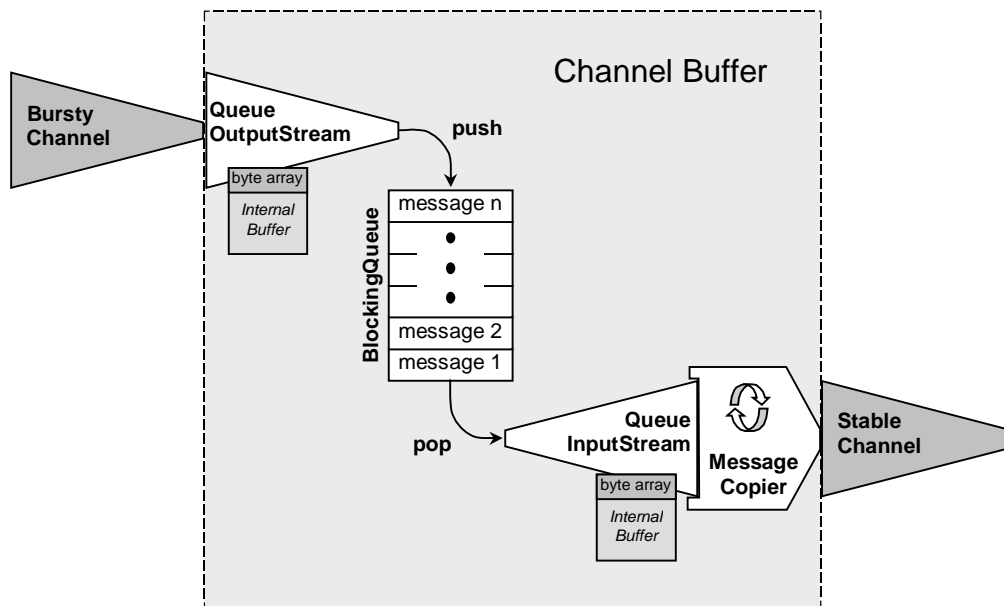 Channel Buffer
Bursty
Channel
Queue
OutputStream
push
byte array
Internal
Buffer
BlockingQueue
message n
message 2
message 1
pop
Queue
InputStream
byte array
Internal
Buffer
Message
Copier
Stable
Channel